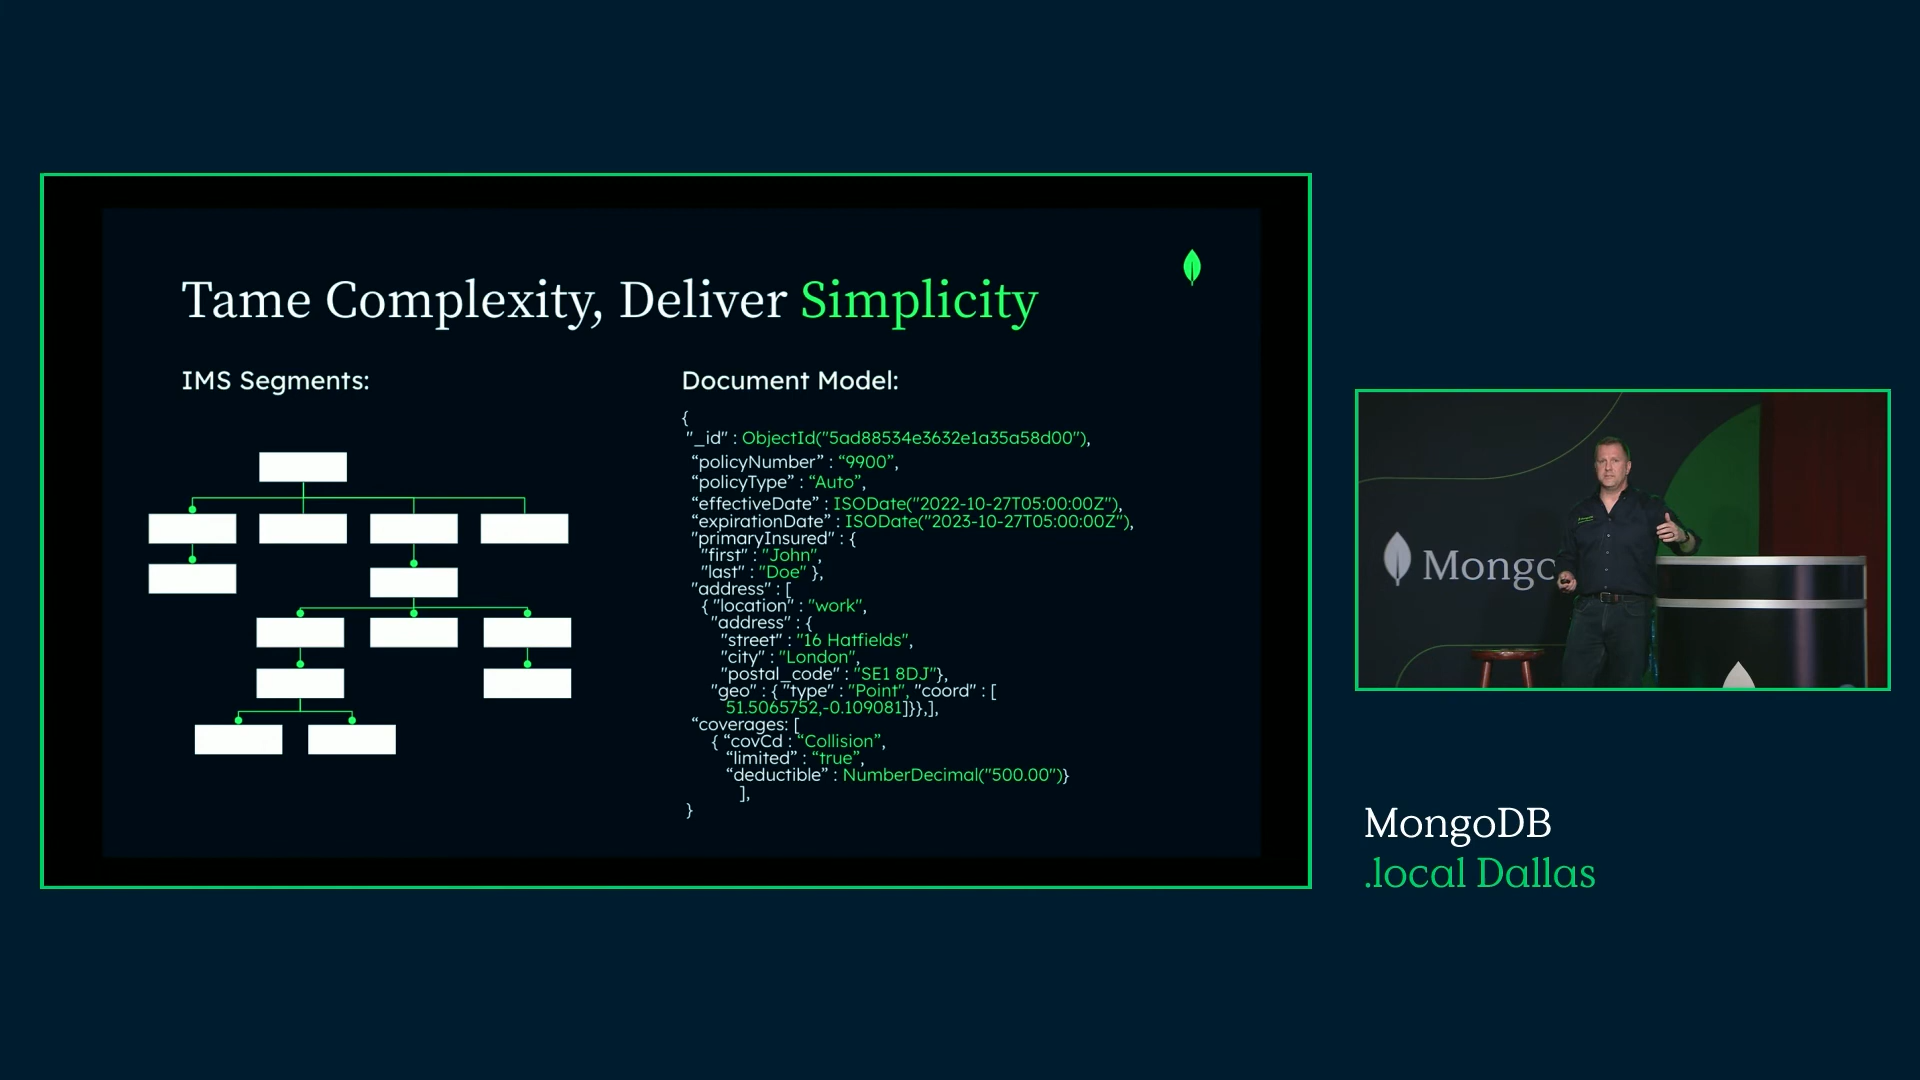 Tame Complexity, Deliver Simplicity
IMS Segments:
Document Model:
{
"_id" : ObjectId("5ad88534e3632e1a35a58d00"),
“policyNumber” : “9900”,
“policyType” : “Auto”,
“effectiveDate” : ISODate("2022-10-27T05:00:00Z"),
“expirationDate” : ISODate("2023-10-27T05:00:00Z"),
"primaryInsured" : {
"first" : "John",
"last" : "Doe" },
"address" : [
{ "location" : "work",
"address" : {
"street" : "16 Hatfields",
"city" : "London",
"postal_code" : "SE1 8DJ"},
"geo" : { "type" : "Point", "coord" : [
51.5065752,-0.109081]}},],
“coverages: [
{ “covCd : “Collision”,
“limited” : “true”,
“deductible” : NumberDecimal("500.00")}
],
}
Mongo
MongoDB
.local Dallas